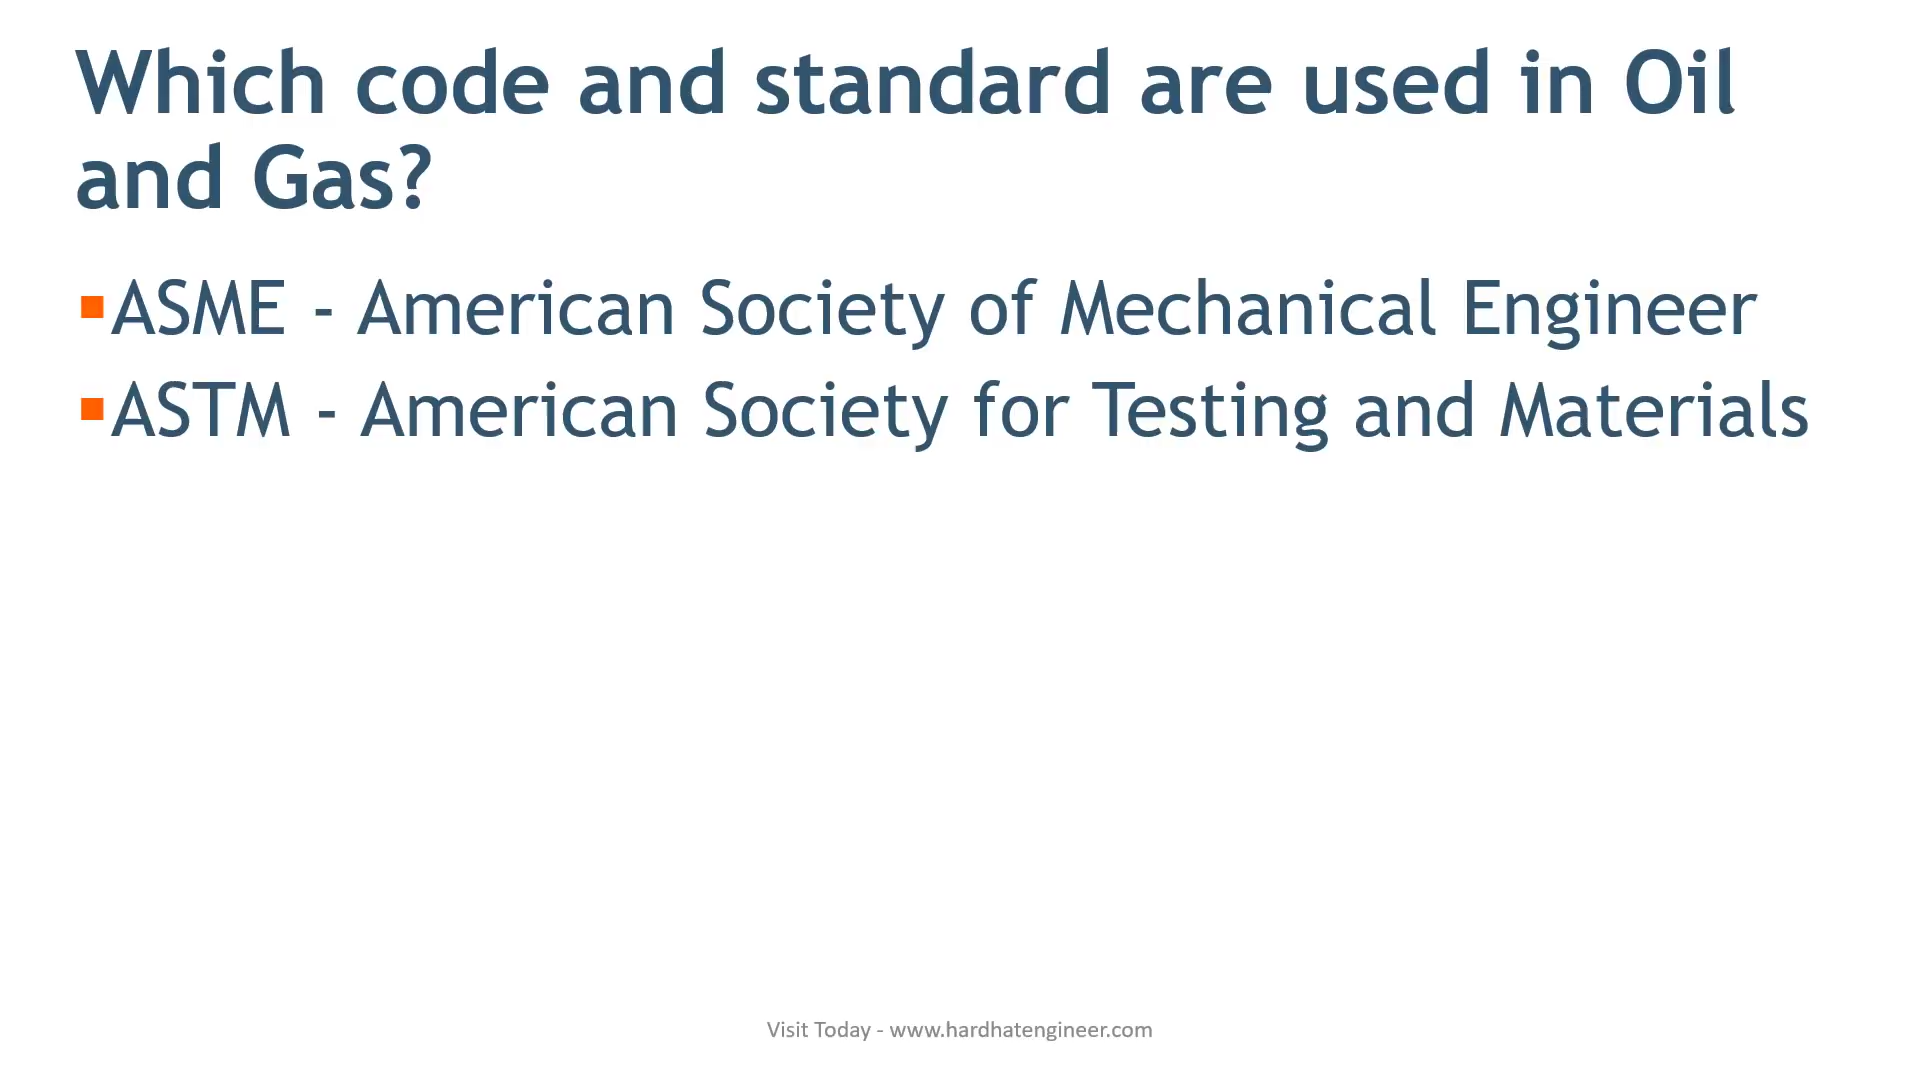 Which code and standard are used in Oil
and Gas?
▪ASME - American Society of Mechanical Engineer
▪ASTM - American Society for Testing and Materials
Visit Today - www.hardhatengineer.com